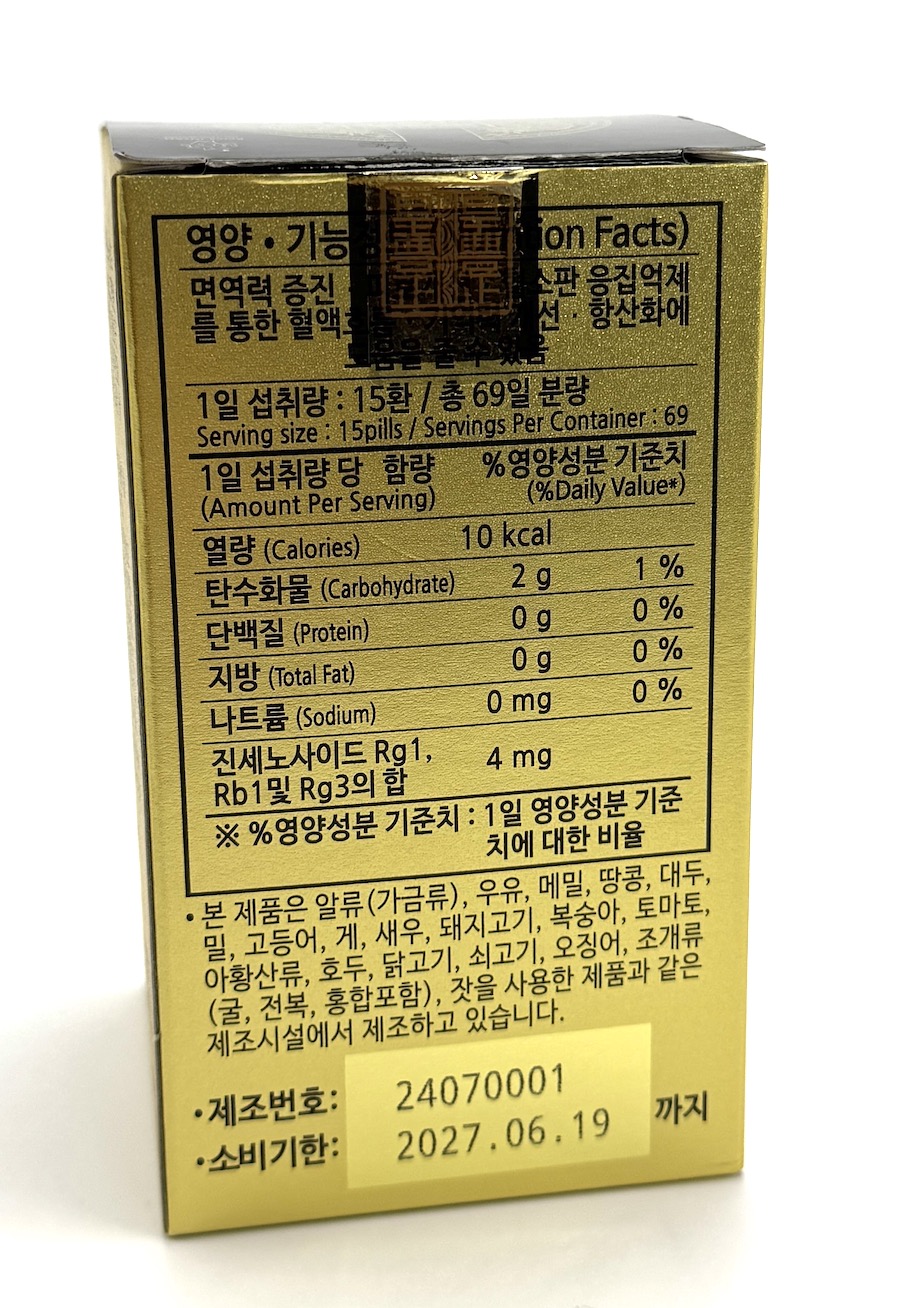 영양・기능 ion Facts)
면역력 증진 응집억제
를 통한 · 항산화에
1일 섭취량 : 15환 / 총 69일 분량
Serving size : 15pills / Servings Per Container : 69
1일 섭취량 당 함량 %영양성분 기준치
(Amount Per Serving) (%Daily Value*)
열량 (Calories) 10 kcal
탄수화물 (Carbohydrate) 2 g 1 %
단백질 (Protein) 0 g 0 %
지방 (Total Fat) 0 g 0 %
나트륨 (Sodium) 0 mg 0 %
진세노사이드 Rg1,
Rb1및 Rg3의 합 4 mg
※ %영양성분 기준치 : 1일 영양성분 기준
치에 대한 비율
• 본 제품은 알류(가금류), 우유, 메밀, 땅콩, 대두,
밀, 고등어, 게, 새우, 돼지고기, 복숭아, 토마토,
아황산류, 호두, 닭고기, 쇠고기, 오징어, 조개류
(굴, 전복, 홍합포함), 잣을 사용한 제품과 같은
제조시설에서 제조하고 있습니다.
•제조번호: 24070001
•소비기한: 2027.06.19 까지